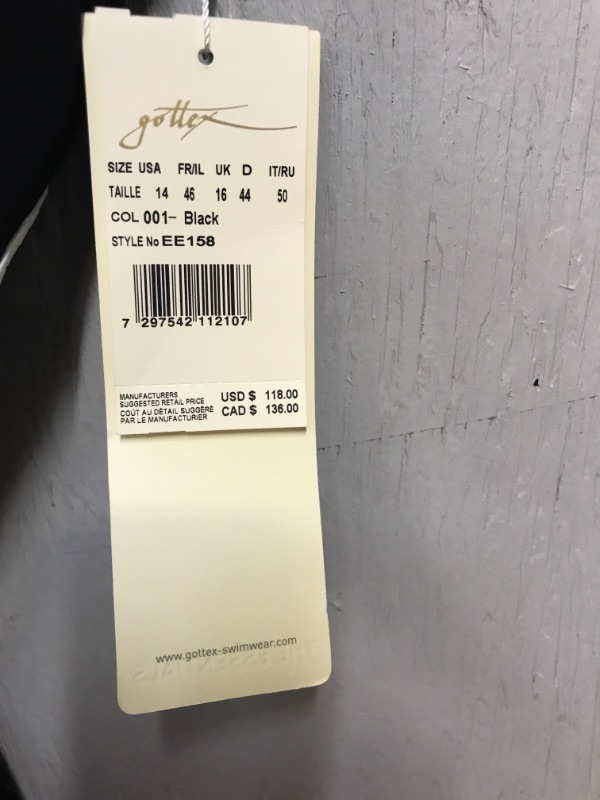 gottex
SIZE USA FR/IL UK D IT/RU
TAILLE 14 46 16 44 50
COL 001- Black
STYLE No EE158
7 297542 112107
MANUFACTURERS
SUGGESTED RETAIL PRICE USD $ 118.00
COÛT AU DÉTAIL SUGGÉRÉ CAD $ 136.00
PAR LE MANUFACTURIER
www.gottex-swimwear.com